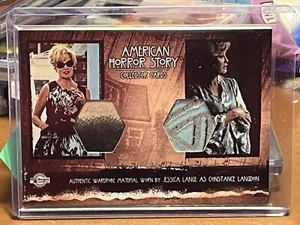 AMERICAN
HORROR STORY
COLLECTOR CARDS
AUTHENTIC WARDROBE MATERIAL WORN BY JESSICA LANGE AS CONSTANCE LANGDON